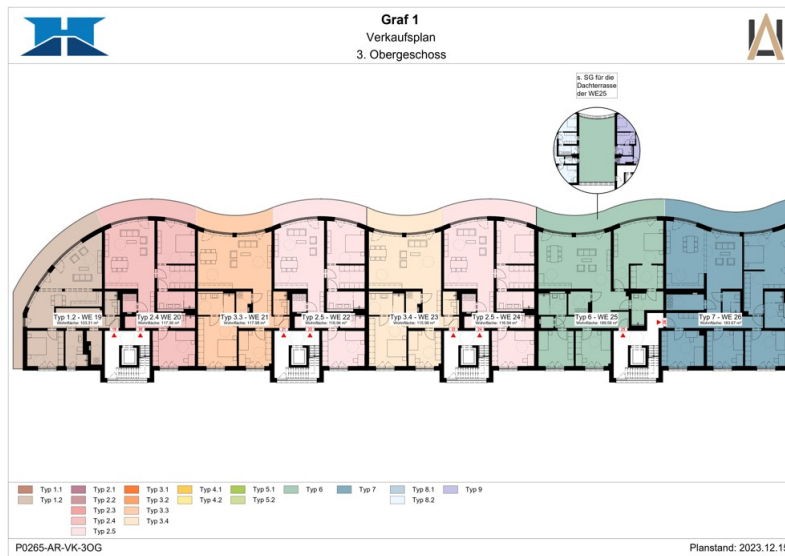 Graf 1
Verkaufsplan
3. Obergeschoss
s. SG für die
Dachterrasse
der WE25
Typ 1.2 - WE 19
Typ 2.4 WE 20
Typ 3.3 - WE 21
Typ 2.5 - WE 22
Typ 3.4 - WE 23
Typ 2.5 - WE 24
Typ 6 - WE 25
Typ 7 - WE 26
Typ 1.1
Typ 2.1
Typ 3.1
Typ 4.1
Typ 5.1
Typ 6
Typ 7
Typ 8.1
Typ 9
Typ 1.2
Typ 2.2
Typ 3.2
Typ 4.2
Typ 5.2
Typ 8.2
Typ 2.3
Typ 3.3
Typ 2.4
Typ 3.4
Typ 2.5
P0265-AR-VK-3OG
Planstand: 2023.12.15